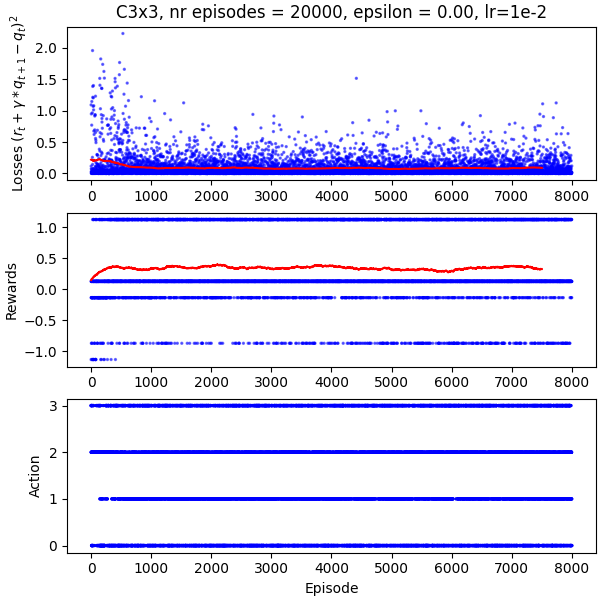 C3x3, nr episodes = 20000, epsilon = 0.00, lr=1e-2
Losses $(r_t + \gamma * q_{t+1} - q_t)^2$
2.0
1.5
1.0
0.5
0.0
0 1000 2000 3000 4000 5000 6000 7000 8000
Rewards
1.0
0.5
0.0
−0.5
−1.0
0 1000 2000 3000 4000 5000 6000 7000 8000
Action
3
2
1
0
0 1000 2000 3000 4000 5000 6000 7000 8000
Episode